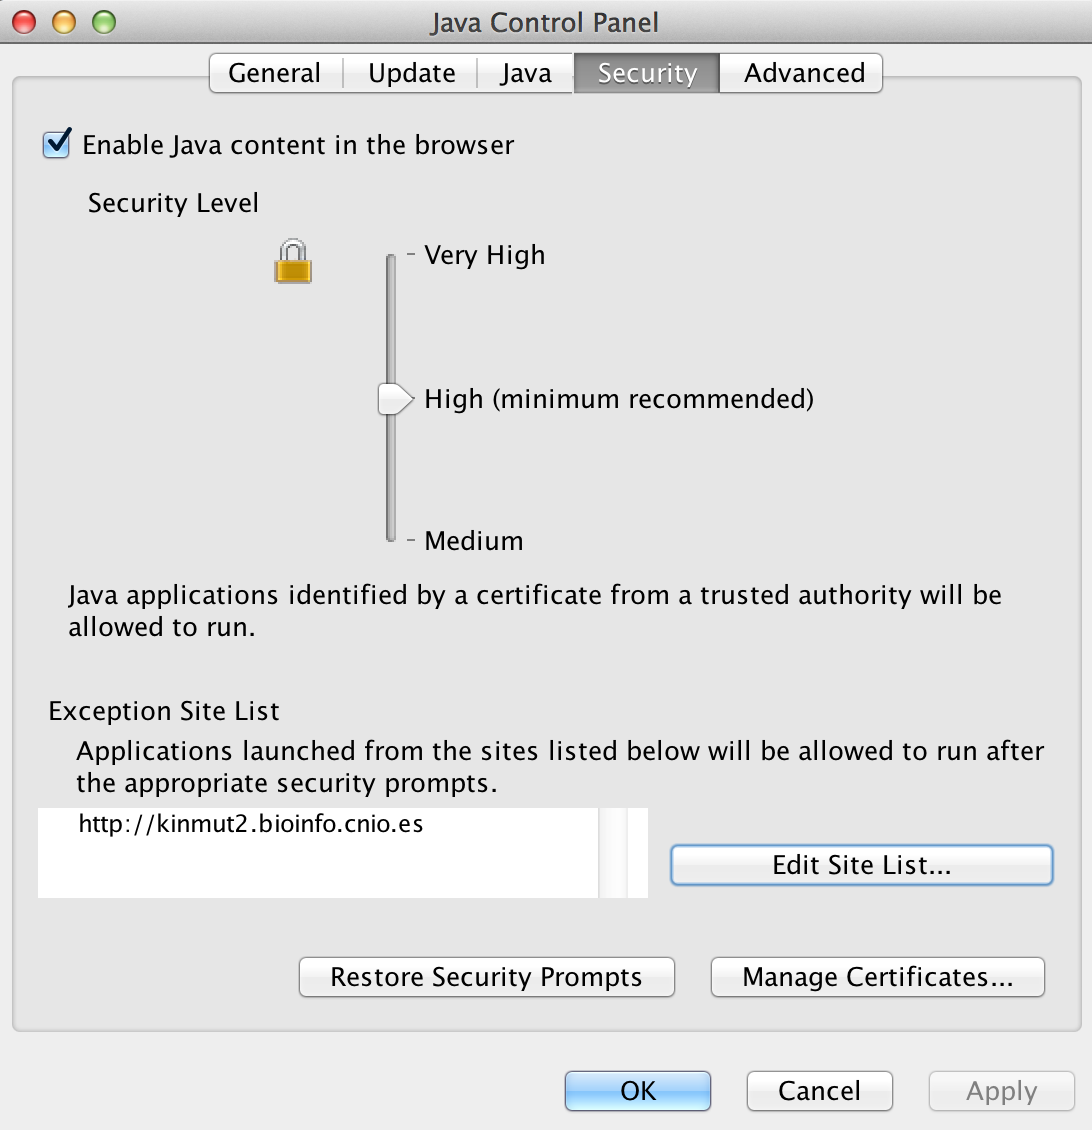 Java Control Panel
General Update Java Security Advanced
Enable Java content in the browser
Security Level
Very High
High (minimum recommended)
Medium
Java applications identified by a certificate from a trusted authority will be
allowed to run.
Exception Site List
Applications launched from the sites listed below will be allowed to run after
the appropriate security prompts.
http://kinmut2.bioinfo.cnio.es
Edit Site List...
Restore Security Prompts Manage Certificates...
OK Cancel Apply